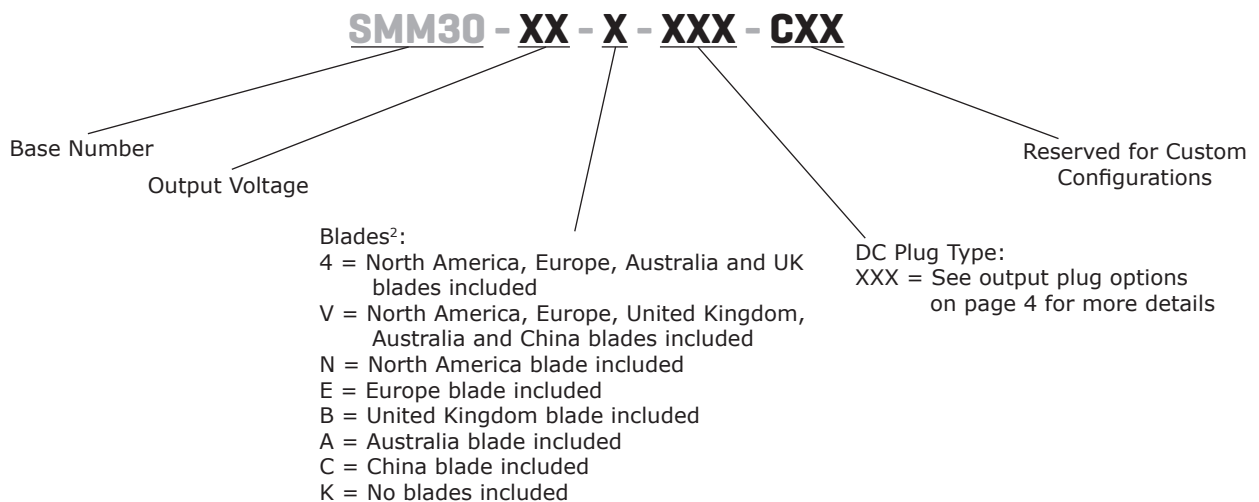 SMM30 - XX - X - XXX - CXX
Base Number
Output Voltage
Blades²:
4 = North America, Europe, Australia and UK
blades included
V = North America, Europe, United Kingdom,
Australia and China blades included
N = North America blade included
E = Europe blade included
B = United Kingdom blade included
A = Australia blade included
C = China blade included
K = No blades included
DC Plug Type:
XXX = See output plug options
on page 4 for more details
Reserved for Custom
Configurations